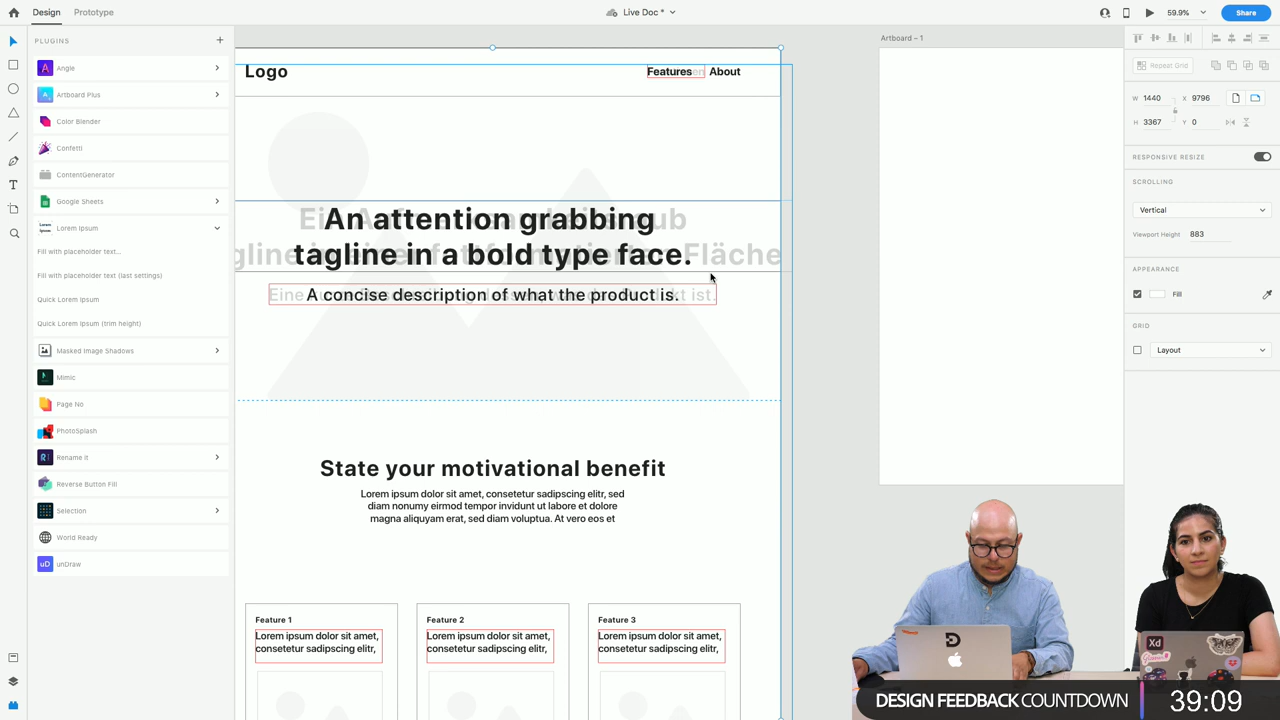 Design
Prototype
Live Doc *
59.9%
Share
PLUGINS
Angle
Artboard Plus
Color Blender
Confetti
ContentGenerator
Google Sheets
Lorem Ipsum
Lorem Ipsum
Fill with placeholder text...
Fill with placeholder text (last settings)
Quick Lorem Ipsum
Quick Lorem Ipsum (trim height)
Masked Image Shadows
Mimic
Page No
PhotoSplash
Rename It
Reverse Button Fill
Selection
World Ready
uD unDraw
Logo
Features
About
An attention grabbing
tagline in a bold type face.
Fläche
A concise description of what the product is.
ist.
State your motivational benefit
Lorem ipsum dolor sit amet, consetetur sadipscing elitr, sed
diam nonumy eirmod tempor invidunt ut labore et dolore
magna aliquyam erat, sed diam voluptua. At vero eos et
Feature 1
Lorem ipsum dolor sit amet,
consetetur sadipscing elitr,
Feature 2
Lorem ipsum dolor sit amet,
consetetur sadipscing elitr,
Feature 3
Lorem ipsum dolor sit amet,
consetetur sadipscing elitr,
Artboard – 1
Repeat Grid
W 1440 X 9796
H 3367 Y 0
RESPONSIVE RESIZE
SCROLLING
Vertical
Viewport Height 883
APPEARANCE
Fill
GRID
Layout
Xd
DESIGN FEEDBACK COUNTDOWN
39:09